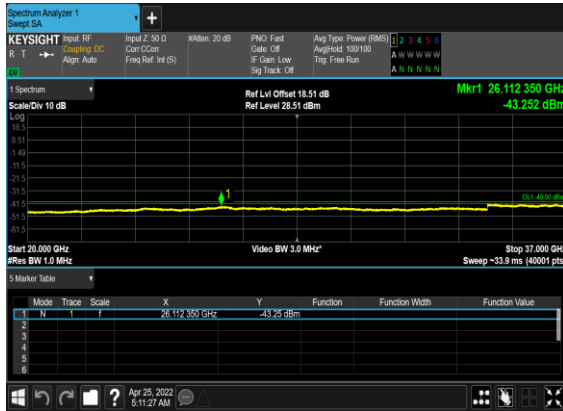 Spectrum Analyzer 1
Swept SA
+
KEYSIGHT Input: RF Input Z: 50 Ω #Atten: 20 dB PNO: Fast Avg Type: Power (RMS) 1 2 3 4 5 6
R T Coupling: DC Corr CCorr Gate: Off Avg|Hold: 100/100 A W W W W W
Align: Auto Freq Ref: Int (S) IF Gain: Low Trig: Free Run
LXI Sig Track: Off A N N N N N
1 Spectrum Ref Lvl Offset 18.51 dB Mkr1 26.112 350 GHz
Scale/Div 10 dB Ref Level 28.51 dBm -43.252 dBm
Log
18.5
8.51
-1.49
-11.5
-21.5
-31.5
1
DL1 -40.00 dBm
-41.5
-51.5
-61.5
Start 20.000 GHz Video BW 3.0 MHz* Stop 37.000 GHz
#Res BW 1.0 MHz Sweep ~33.9 ms (40001 pts)
5 Marker Table
Mode Trace Scale X Y Function Function Width Function Value
1 N 1 f 26.112 350 GHz -43.25 dBm
2
3
4
5
6
? Apr 25, 2022
5:11:27 AM